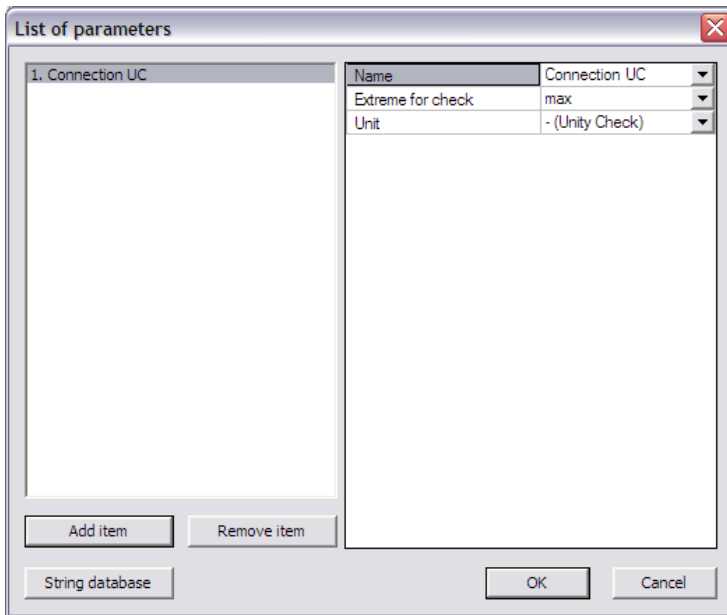 List of parameters
1. Connection UC
Name Connection UC
Extreme for check max
Unit - (Unity Check)
Add item Remove item
String database OK Cancel